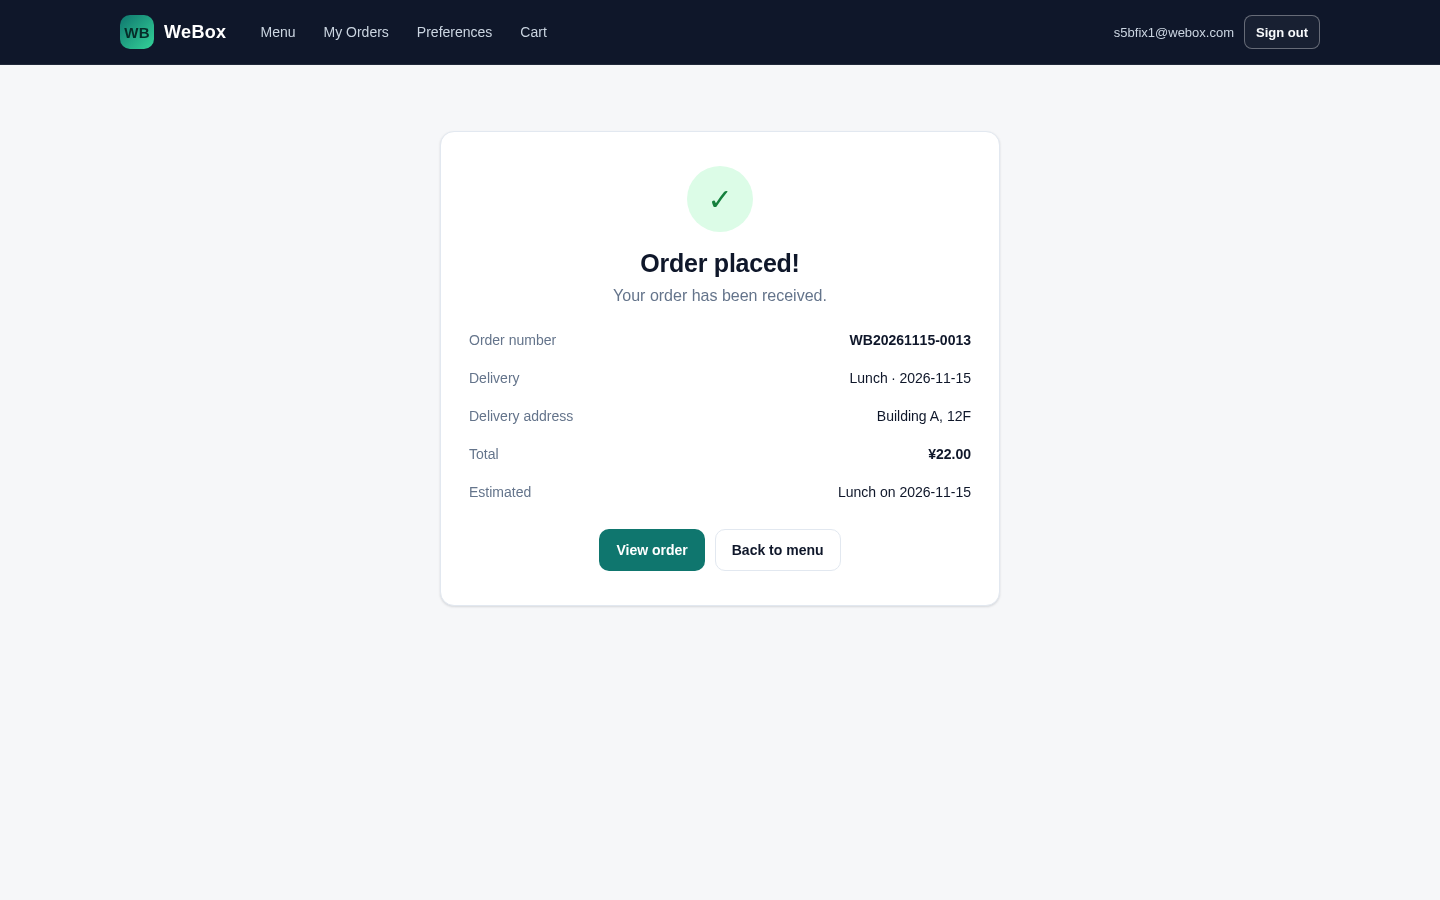 WB WeBox Menu My Orders Preferences Cart s5bfix1@webox.com Sign out
✓
Order placed!
Your order has been received.
Order number WB20261115-0013
Delivery Lunch · 2026-11-15
Delivery address Building A, 12F
Total ¥22.00
Estimated Lunch on 2026-11-15
View order Back to menu